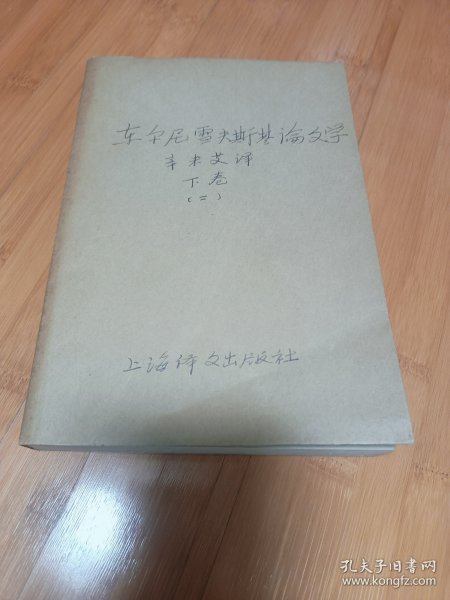 车尔尼雪夫斯基论文学
辛未艾译
下卷
（二）
上海译文出版社
孔夫子旧书网
www.kongfz.com